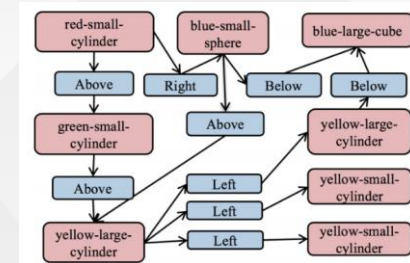 red-small-
cylinder
blue-small-
sphere
blue-large-cube
Above
Right
Below
Below
green-small-
cylinder
Above
yellow-large-
cylinder
Above
Left
Left
Left
yellow-small-
cylinder
yellow-large-
cylinder
yellow-small-
cylinder